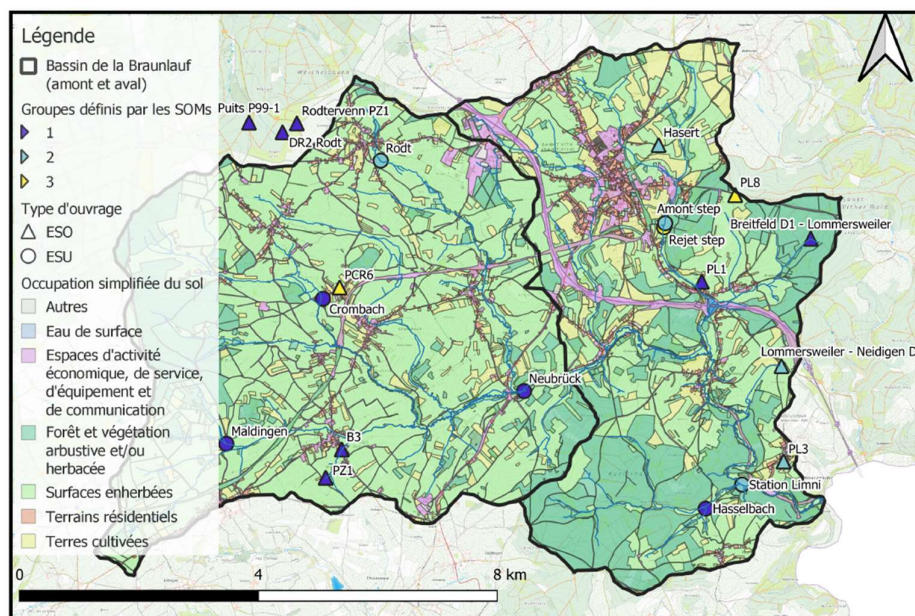 Légende
Bassin de la Braunlauf
(amont et aval)
Groupes définis par les SOMs
1
2
3
Type d'ouvrage
ESO
ESU
Occupation simplifiée du sol
Autres
Eau de surface
Espaces d'activité
économique, de service,
d'équipement et
de communication
Forêt et végétation
arbustive et/ou
herbacée
Surfaces enherbées
Terrains résidentiels
Terres cultivées
0 4 8 km
Puits P99-1
Rodtervenn PZ1
DR2 Rodt
Rodt
Hasert
PL8
Amont step
Rejet step
Breitfeld D1 - Lommersweiler
PL1
PCR6
Crombach
Lommersweiler - Neidigen D
Neubrück
Maldingen
B3
PZ1
PL3
Station Limni
Hasselbach